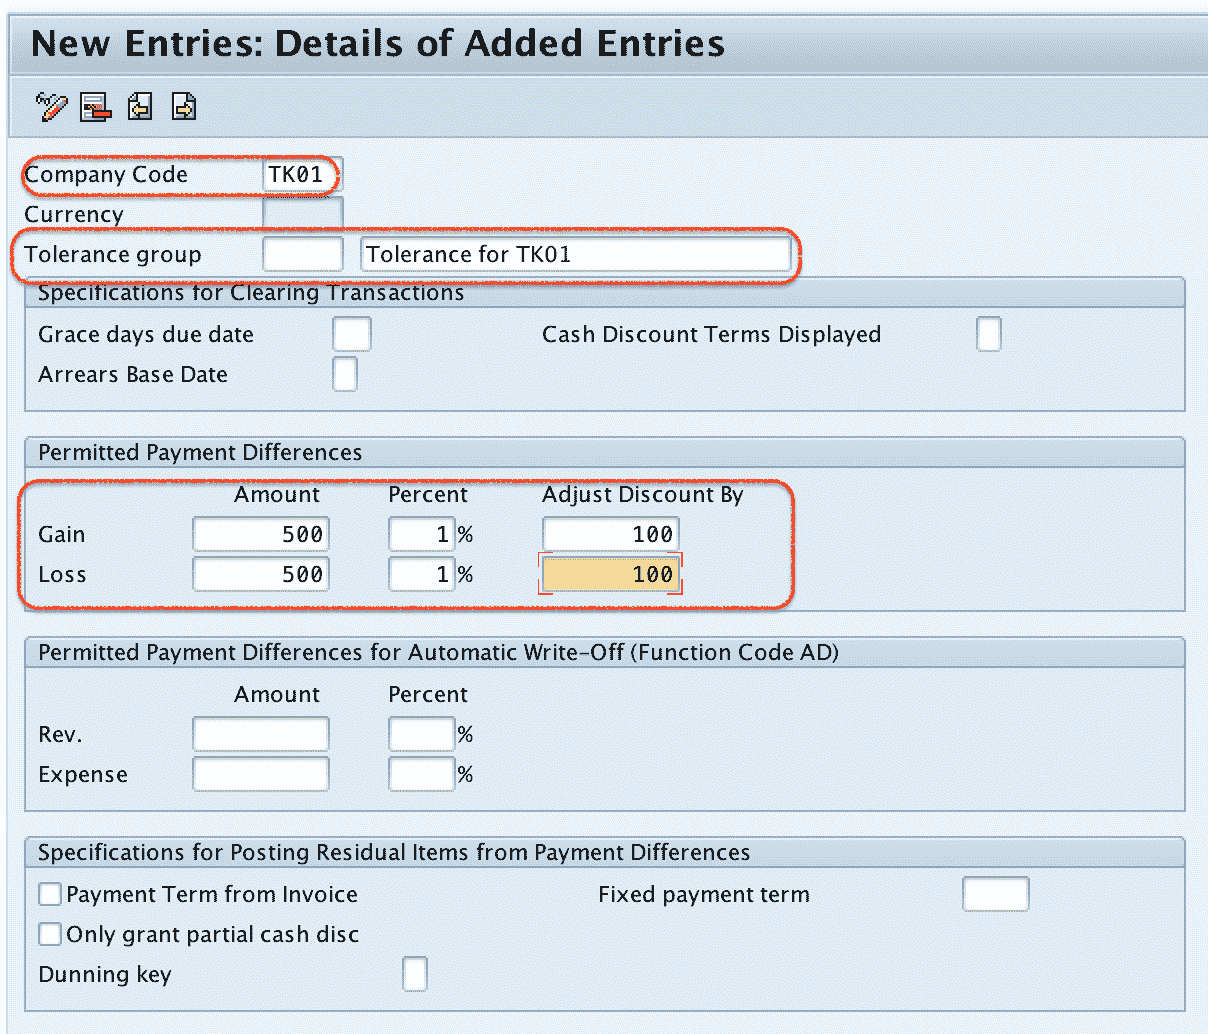 New Entries: Details of Added Entries
Company Code TK01
Currency
Tolerance group Tolerance for TK01
Specifications for Clearing Transactions
Grace days due date Cash Discount Terms Displayed
Arrears Base Date
Permitted Payment Differences
Amount Percent Adjust Discount By
Gain 500 1 % 100
Loss 500 1 % 100
Permitted Payment Differences for Automatic Write-Off (Function Code AD)
Amount Percent
Rev. %
Expense %
Specifications for Posting Residual Items from Payment Differences
Payment Term from Invoice Fixed payment term
Only grant partial cash disc
Dunning key